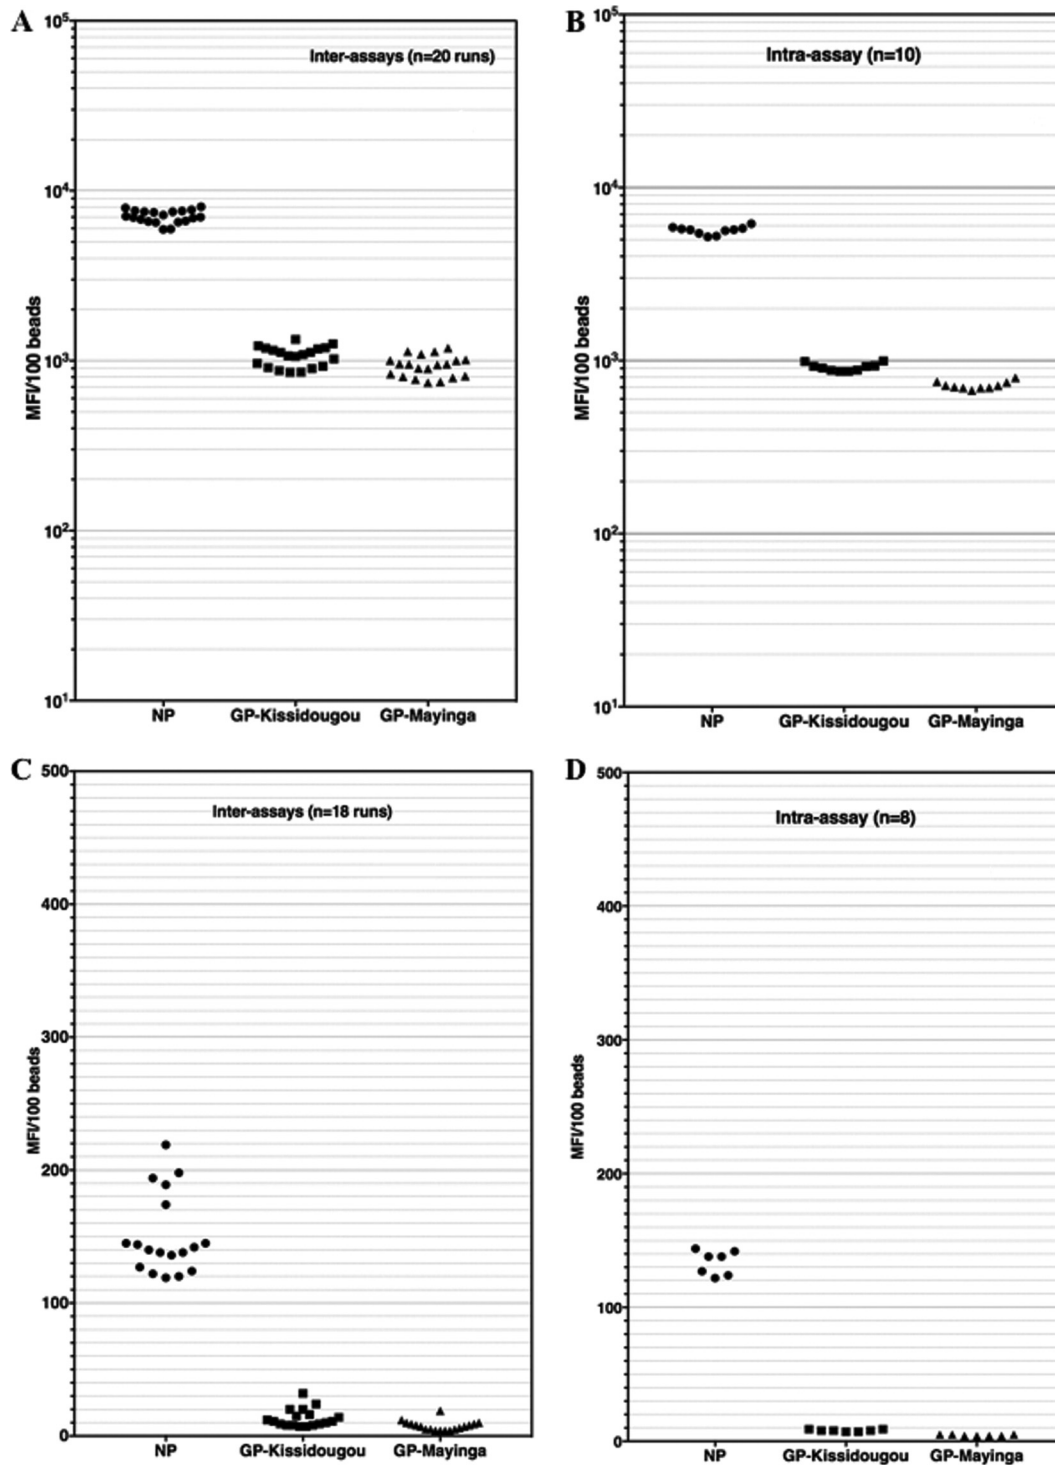 A
Inter-assays (n=20 runs)
MFI/100 beads
10⁵
10⁴
10³
10²
10¹
NP GP-Kissidougou GP-Mayinga
B
Intra-assay (n=10)
MFI/100 beads
10⁵
10⁴
10³
10²
10¹
NP GP-Kissidougou GP-Mayinga
C
Inter-assays (n=18 runs)
MFI/100 beads
500
400
300
200
100
0
NP GP-Kissidougou GP-Mayinga
D
Intra-assay (n=8)
MFI/100 beads
500
400
300
200
100
0
NP GP-Kissidougou GP-Mayinga